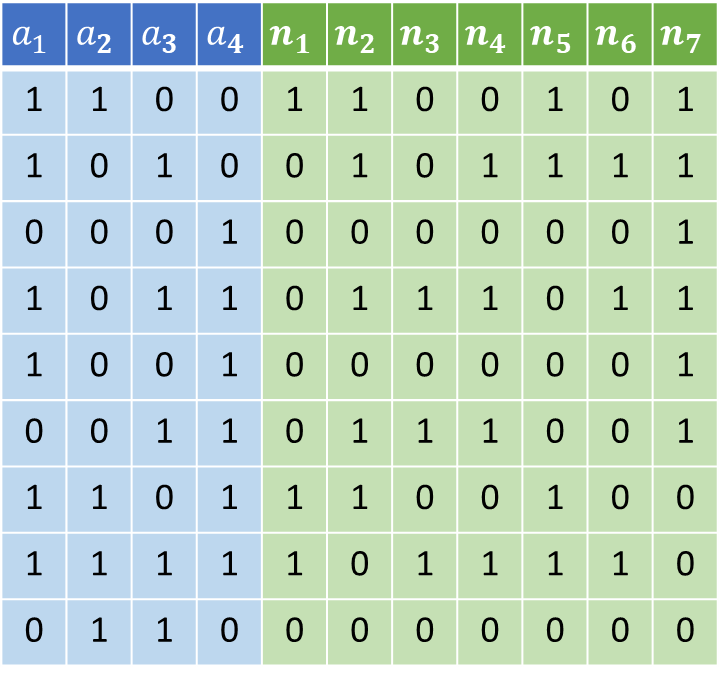 a₁ a₂ a₃ a₄ n₁ n₂ n₃ n₄ n₅ n₆ n₇
1 1 0 0 1 1 0 0 1 0 1
1 0 1 0 0 1 0 1 1 1 1
0 0 0 1 0 0 0 0 0 0 1
1 0 1 1 0 1 1 1 0 1 1
1 0 0 1 0 0 0 0 0 0 1
0 0 1 1 0 1 1 1 0 0 1
1 1 0 1 1 1 0 0 1 0 0
1 1 1 1 1 0 1 1 1 1 0
0 1 1 0 0 0 0 0 0 0 0